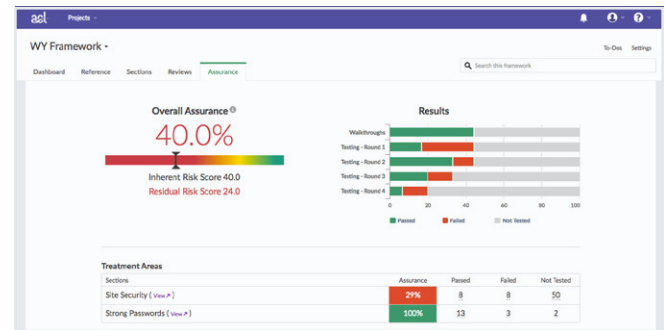 acl Projects
WY Framework
To-Dos Settings
Dashboard Reference Sections Reviews Assurance
Search this framework
Overall Assurance
40.0%
Inherent Risk Score 40.0
Residual Risk Score 24.0
Results
Walkthroughs
Testing - Round 1
Testing - Round 2
Testing - Round 3
Testing - Round 4
0 20 40 60 80 100
Passed Failed Not Tested
Treatment Areas
Sections Assurance Passed Failed Not Tested
Site Security ( View ) 29% 8 8 50
Strong Passwords ( View ) 100% 13 3 2